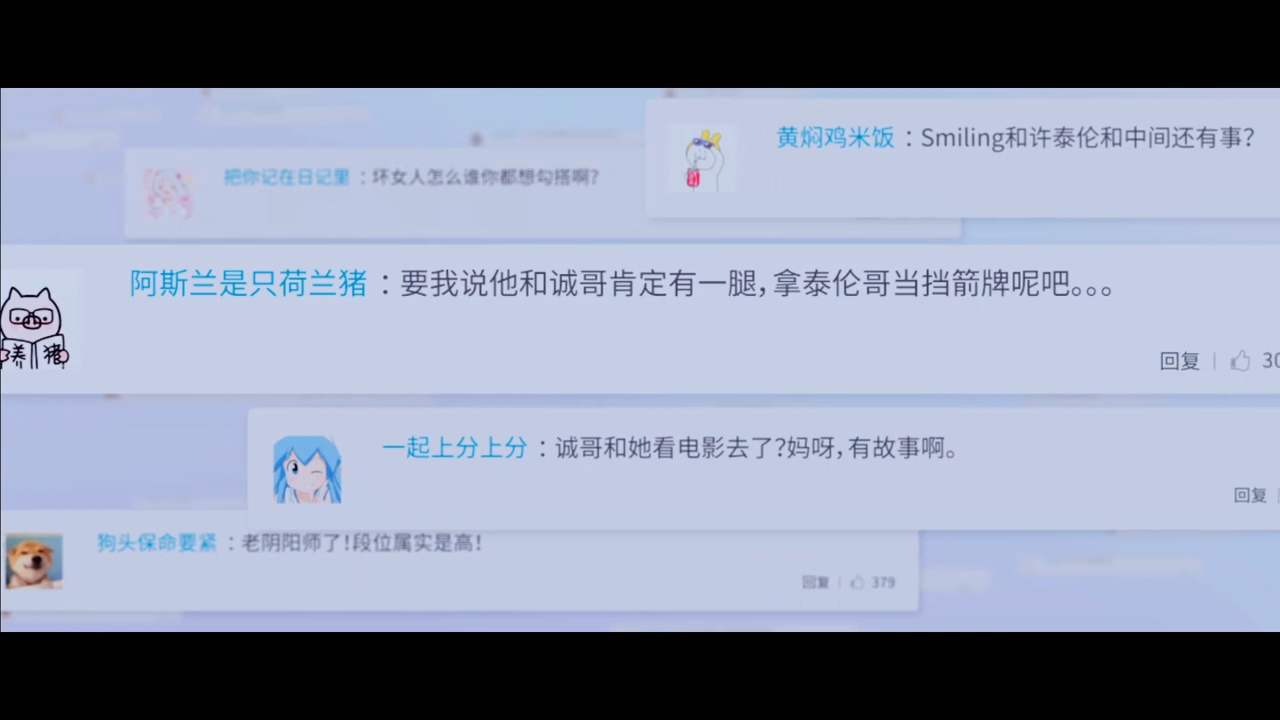 黄焖鸡米饭：Smiling和许泰伦和中间还有事?
把你记在日记里：坏女人怎么谁你都想勾搭啊?
阿斯兰是只荷兰猪：要我说他和诚哥肯定有一腿,拿泰伦哥当挡箭牌呢吧。。。
养猪
回复 | 30
一起上分上分：诚哥和她看电影去了?妈呀,有故事啊。
回复
狗头保命要紧：老阴阳师了!段位属实是高!
回复 | 379